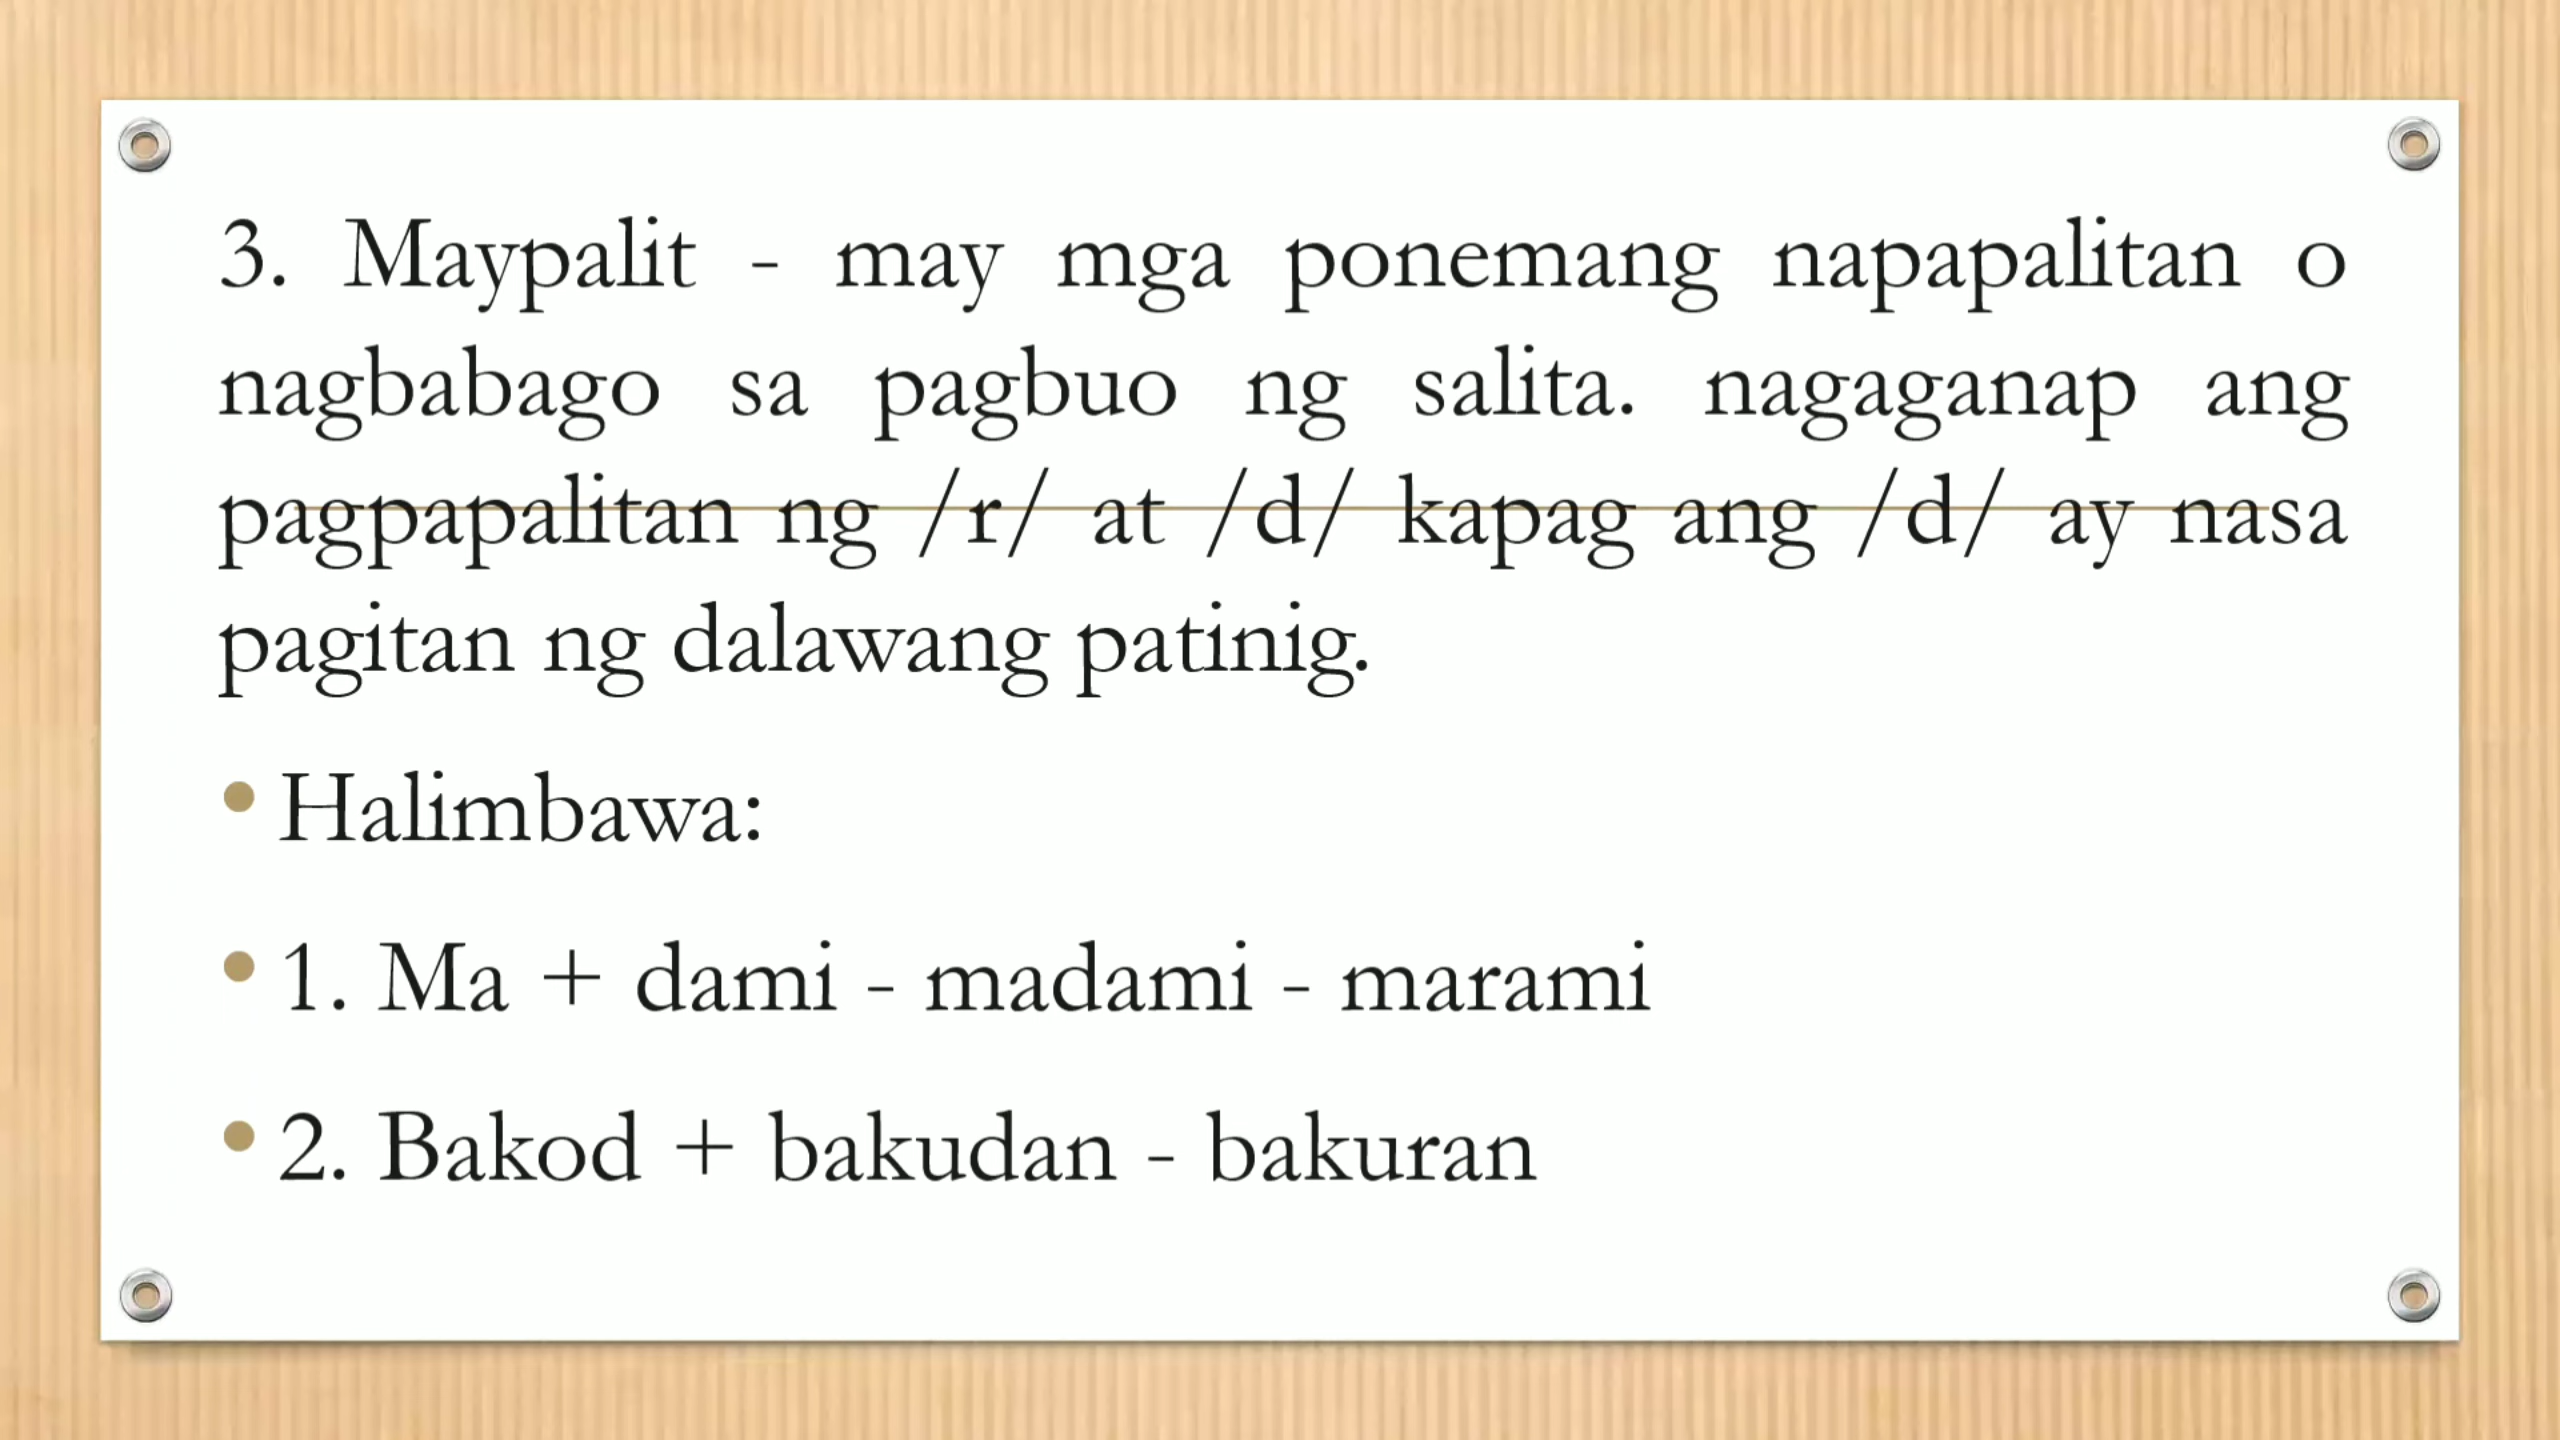 3. Maypalit - may mga ponemang napapalitan o
nagbabago sa pagbuo ng salita. nagaganap ang
pagpapalitan ng /r/ at /d/ kapag ang /d/ ay nasa
pagitan ng dalawang patinig.
• Halimbawa:
• 1. Ma + dami - madami - marami
• 2. Bakod + bakudan - bakuran